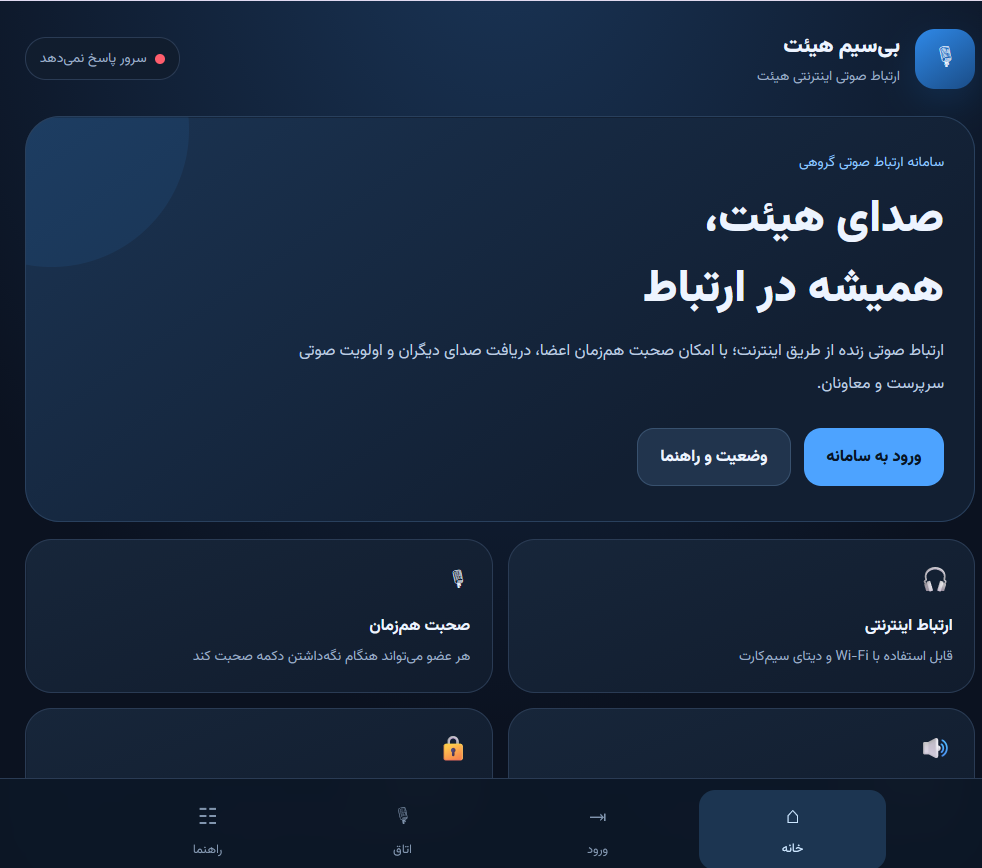 بی‌سیم هیئت
ارتباط صوتی اینترنتی هیئت
سرور پاسخ نمی‌دهد
سامانه ارتباط صوتی گروهی
صدای هیئت،
همیشه در ارتباط
ارتباط صوتی زنده از طریق اینترنت؛ با امکان صحبت هم‌زمان اعضا، دریافت صدای دیگران و اولویت صوتی
سرپرست و معاونان.
ورود به سامانه
وضعیت و راهنما
ارتباط اینترنتی
قابل استفاده با Wi-Fi و دیتای سیم‌کارت
صحبت هم‌زمان
هر عضو می‌تواند هنگام نگه‌داشتن دکمه صحبت کند
خانه
ورود
اتاق
راهنما